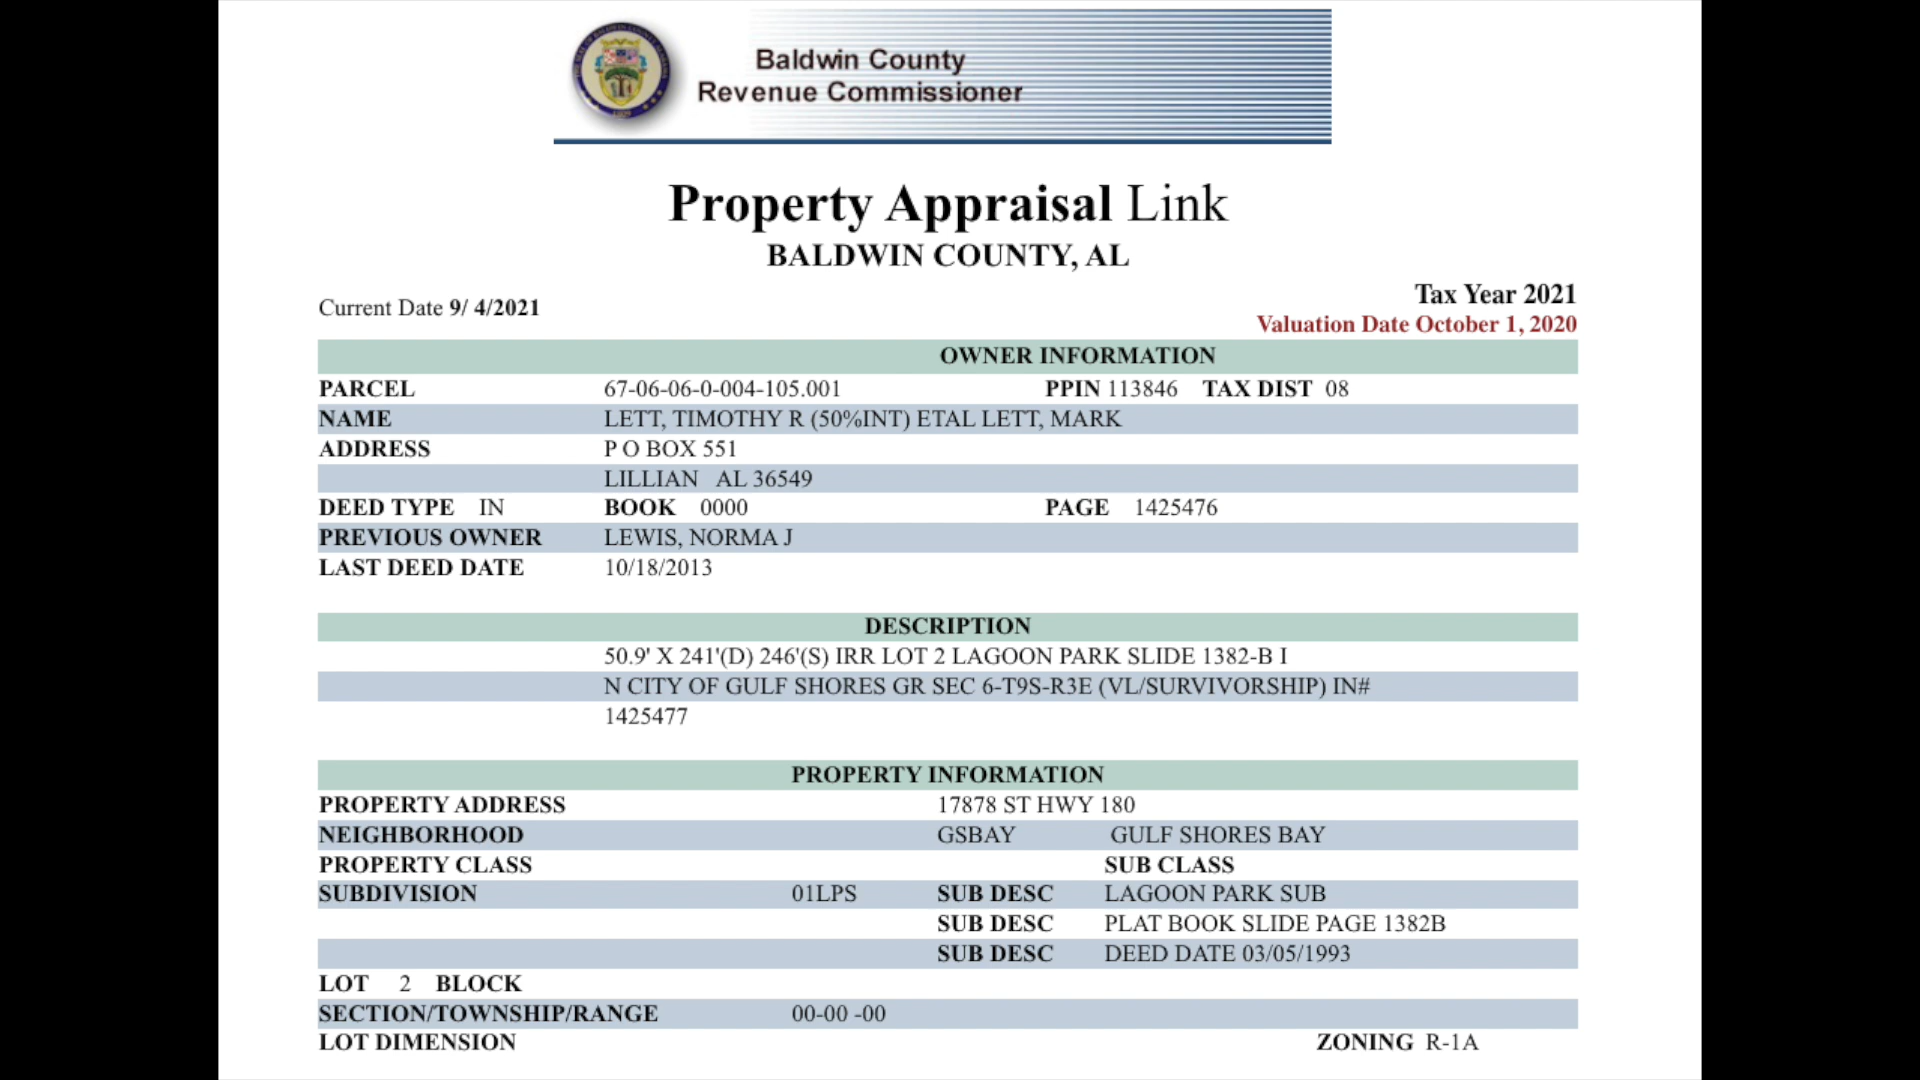 Baldwin County
Revenue Commissioner
Property Appraisal Link
BALDWIN COUNTY, AL
Current Date 9/ 4/2021
Tax Year 2021
Valuation Date October 1, 2020
OWNER INFORMATION
PARCEL 67-06-06-0-004-105.001 PPIN 113846 TAX DIST 08
NAME LETT, TIMOTHY R (50%INT) ETAL LETT, MARK
ADDRESS P O BOX 551
LILLIAN AL 36549
DEED TYPE IN BOOK 0000 PAGE 1425476
PREVIOUS OWNER LEWIS, NORMA J
LAST DEED DATE 10/18/2013
DESCRIPTION
50.9' X 241'(D) 246'(S) IRR LOT 2 LAGOON PARK SLIDE 1382-B I
N CITY OF GULF SHORES GR SEC 6-T9S-R3E (VL/SURVIVORSHIP) IN#
1425477
PROPERTY INFORMATION
PROPERTY ADDRESS 17878 ST HWY 180
NEIGHBORHOOD GSBAY GULF SHORES BAY
PROPERTY CLASS SUB CLASS
SUBDIVISION 01LPS SUB DESC LAGOON PARK SUB
SUB DESC PLAT BOOK SLIDE PAGE 1382B
SUB DESC DEED DATE 03/05/1993
LOT 2 BLOCK
SECTION/TOWNSHIP/RANGE 00-00 -00
LOT DIMENSION ZONING R-1A